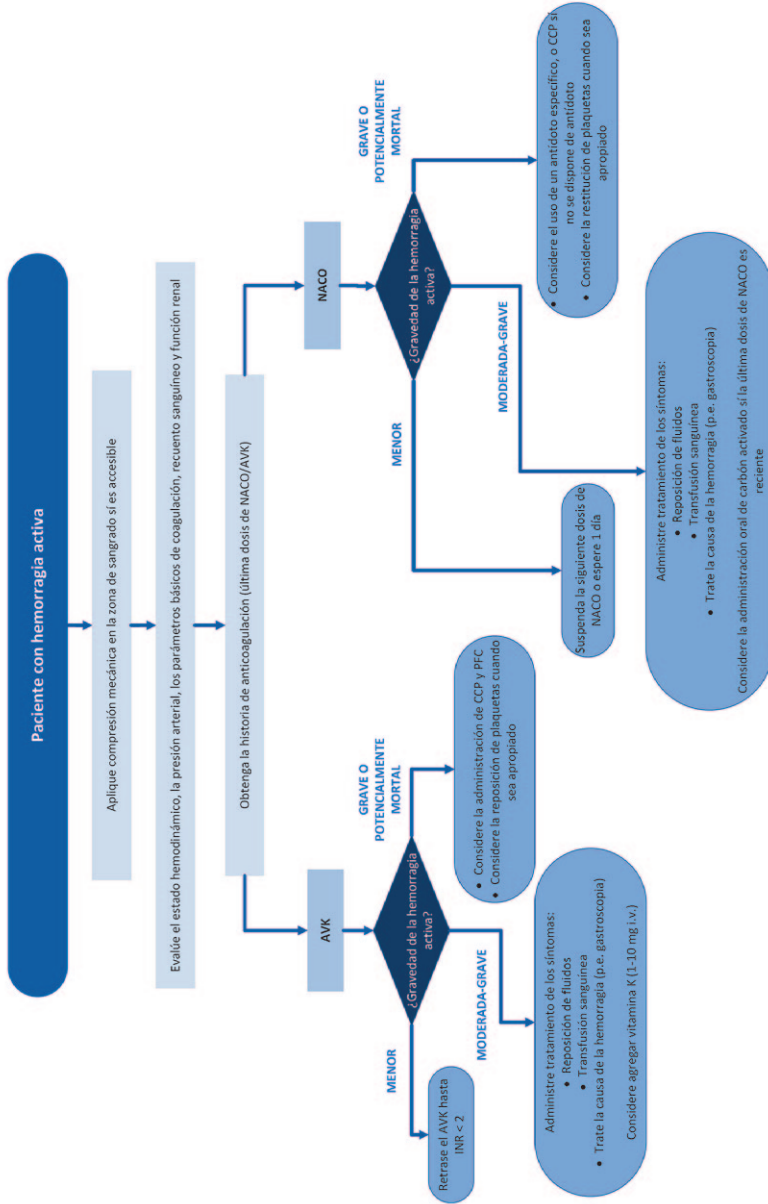 Paciente con hemorragia activa
Aplique compresión mecánica en la zona de sangrado sí es accesible
Evalúe el estado hemodinámico, la presión arterial, los parámetros básicos de coagulación, recuento sanguíneo y función renal
Obtenga la historia de anticoagulación (última dosis de NACO/AVK)
AVK
¿Gravedad de la hemorragia
activa?
MENOR
Retrase el AVK hasta
INR < 2
MODERADA-GRAVE
Administre tratamiento de los síntomas:
• Reposición de fluidos
• Transfusión sanguínea
• Trate la causa de la hemorragia (p.e. gastroscopia)
Considere agregar vitamina K (1-10 mg i.v.)
GRAVE O
POTENCIALMENTE
MORTAL
• Considere la administración de CCP y PFC
• Considere la reposición de plaquetas cuando
sea apropiado
NACO
¿Gravedad de la hemorragia
activa?
MENOR
Suspenda la siguiente dosis de
NACO o espere 1 día
MODERADA-GRAVE
Administre tratamiento de los síntomas:
• Reposición de fluidos
• Transfusión sanguínea
• Trate la causa de la hemorragia (p.e. gastroscopia)
Considere la administración oral de carbón activado sí la última dosis de NACO es
reciente
GRAVE O
POTENCIALMENTE
MORTAL
• Considere el uso de un antídoto específico, o CCP sí
no se dispone de antídoto
• Considere la restitución de plaquetas cuando sea
apropiado